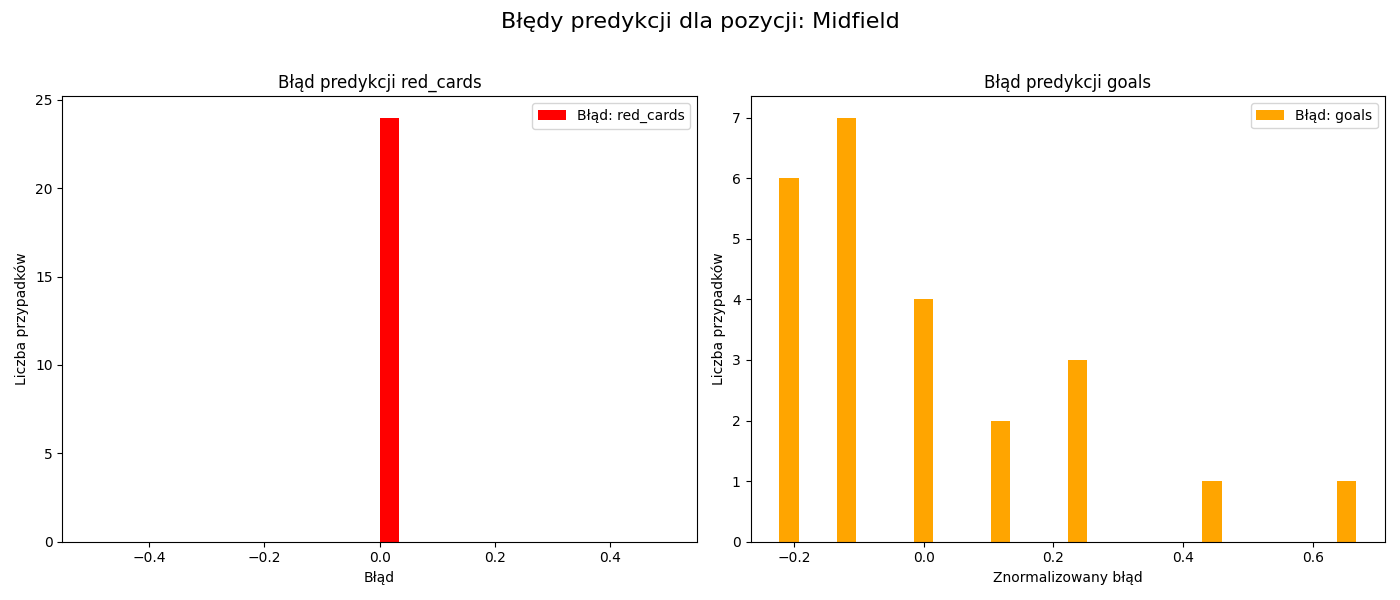 Błędy predykcji dla pozycji: Midfield
Błąd predykcji red_cards
Błąd: red_cards
Liczba przypadków
25
20
15
10
5
0
−0.4
−0.2
0.0
0.2
0.4
Błąd
Błąd predykcji goals
Błąd: goals
Liczba przypadków
7
6
5
4
3
2
1
0
−0.2
0.0
0.2
0.4
0.6
Znormalizowany błąd